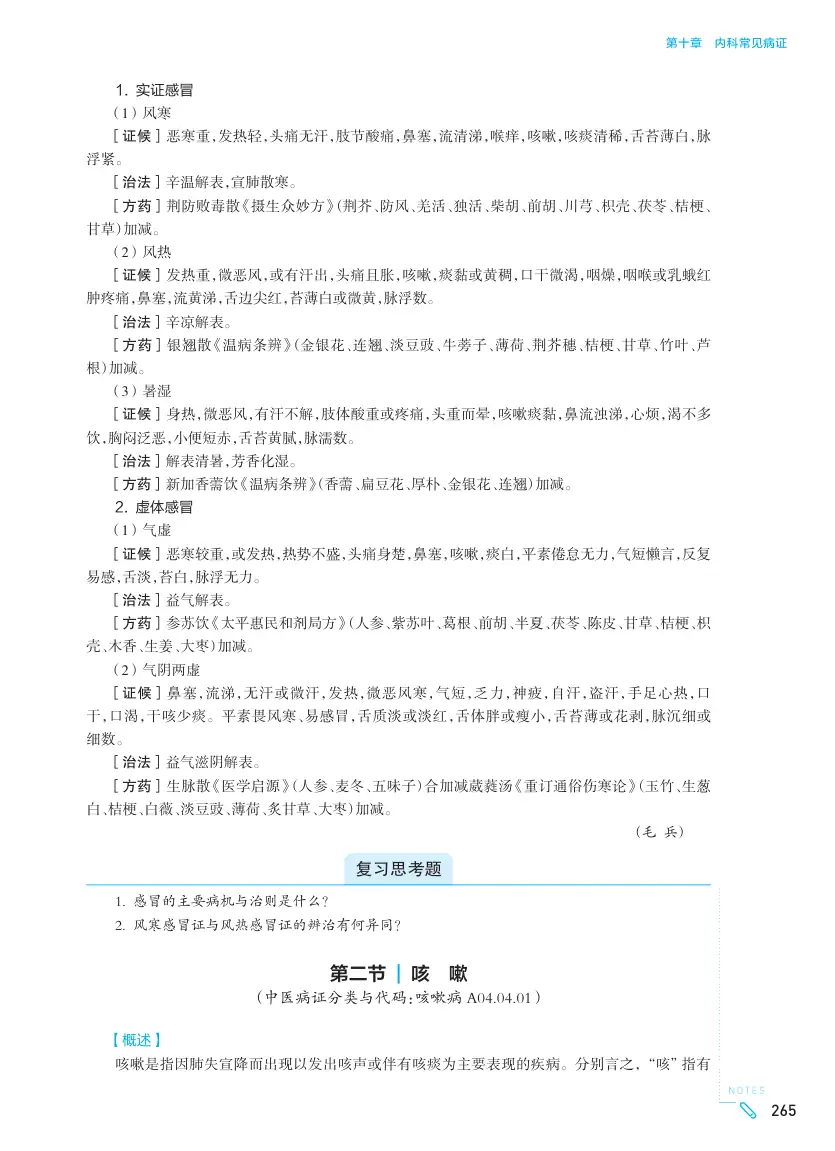 第十章 内科常见病证
1. 实证感冒
（1）风寒
［证候］恶寒重,发热轻,头痛无汗,肢节酸痛,鼻塞,流清涕,喉痒,咳嗽,咳痰清稀,舌苔薄白,脉
浮紧。
［治法］辛温解表,宣肺散寒。
［方药］荆防败毒散《摄生众妙方》（荆芥、防风、羌活、独活、柴胡、前胡、川芎、枳壳、茯苓、桔梗、
甘草）加减。
（2）风热
［证候］发热重,微恶风,或有汗出,头痛且胀,咳嗽,痰黏或黄稠,口干微渴,咽燥,咽喉或乳蛾红
肿疼痛,鼻塞,流黄涕,舌边尖红,苔薄白或微黄,脉浮数。
［治法］辛凉解表。
［方药］银翘散《温病条辨》（金银花、连翘、淡豆豉、牛蒡子、薄荷、荆芥穗、桔梗、甘草、竹叶、芦
根）加减。
（3）暑湿
［证候］身热,微恶风,有汗不解,肢体酸重或疼痛,头重而晕,咳嗽痰黏,鼻流浊涕,心烦,渴不多
饮,胸闷泛恶,小便短赤,舌苔黄腻,脉濡数。
［治法］解表清暑,芳香化湿。
［方药］新加香薷饮《温病条辨》（香薷、扁豆花、厚朴、金银花、连翘）加减。
2. 虚体感冒
（1）气虚
［证候］恶寒较重,或发热,热势不盛,头痛身楚,鼻塞,咳嗽,痰白,平素倦怠无力,气短懒言,反复
易感,舌淡,苔白,脉浮无力。
［治法］益气解表。
［方药］参苏饮《太平惠民和剂局方》（人参、紫苏叶、葛根、前胡、半夏、茯苓、陈皮、甘草、桔梗、枳
壳、木香、生姜、大枣）加减。
（2）气阴两虚
［证候］鼻塞,流涕,无汗或微汗,发热,微恶风寒,气短,乏力,神疲,自汗,盗汗,手足心热,口
干,口渴,干咳少痰。平素畏风寒、易感冒,舌质淡或淡红,舌体胖或瘦小,舌苔薄或花剥,脉沉细或
细数。
［治法］益气滋阴解表。
［方药］生脉散《医学启源》（人参、麦冬、五味子）合加减葳蕤汤《重订通俗伤寒论》（玉竹、生葱
白、桔梗、白薇、淡豆豉、薄荷、炙甘草、大枣）加减。
（毛 兵）
复习思考题
1. 感冒的主要病机与治则是什么？
2. 风寒感冒证与风热感冒证的辨治有何异同？
第二节 | 咳 嗽
（中医病证分类与代码:咳嗽病 A04.04.01）
【概述】
咳嗽是指因肺失宣降而出现以发出咳声或伴有咳痰为主要表现的疾病。分别言之，“咳”指有
NOTES
265